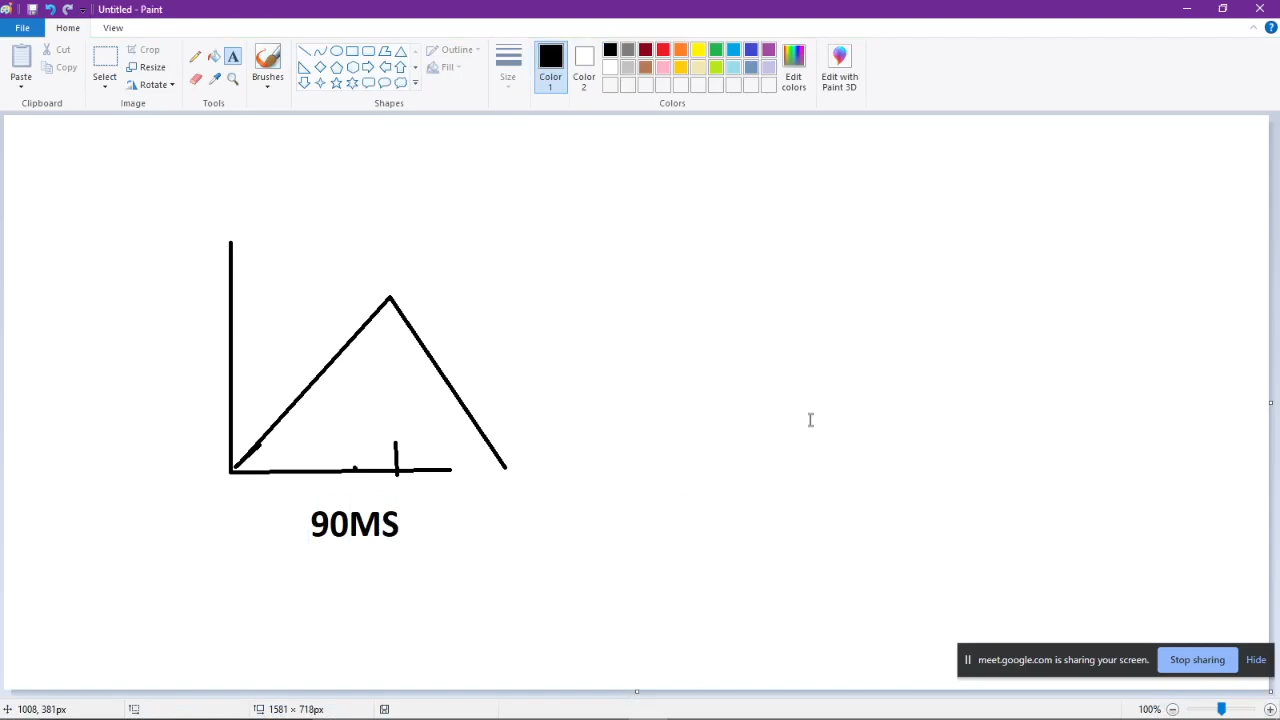 Untitled - Paint
File
Home
View
Paste
Cut
Copy
Clipboard
Select
Crop
Resize
Rotate
Image
A
Tools
Brushes
Outline
Fill
Shapes
Size
Color
1
Color
2
Edit
colors
Edit with
Paint 3D
Colors
90MS
meet.google.com is sharing your screen.
Stop sharing
Hide
1008, 381px
1581 × 718px
100%